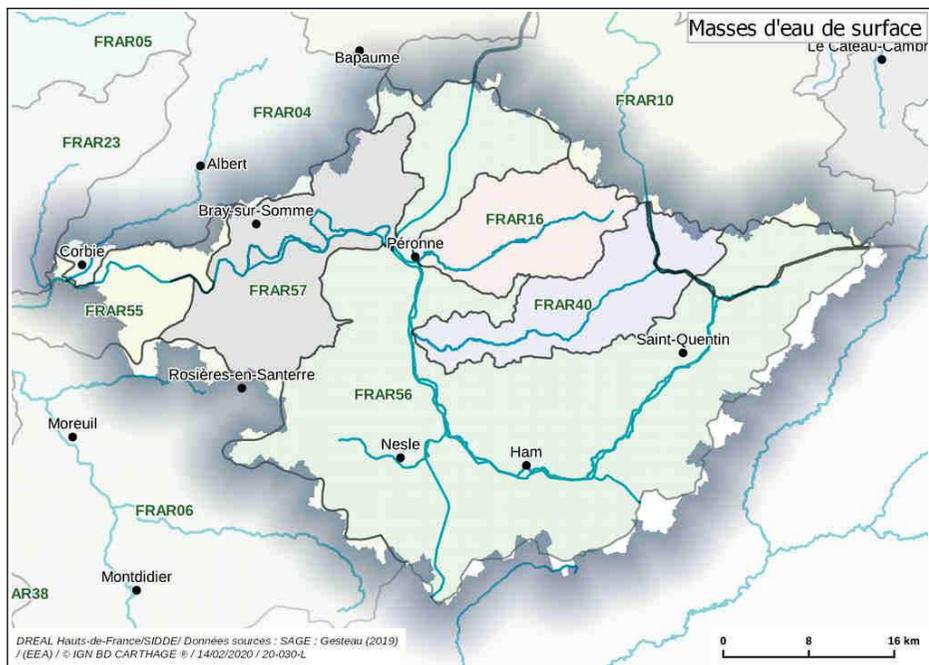 Masses d'eau de surface
FRAR05
Bapaume
Le Cateau-Cambr
FRAR10
FRAR04
FRAR23
Albert
Bray-sur-Somme
FRAR16
Corbie
Péronne
FRAR57
FRAR55
FRAR40
Saint-Quentin
Rosières-en-Santerre
FRAR56
Moreuil
Nesle
Ham
FRAR06
Montdidier
AR38
DREAL Hauts-de-France/SIDDE/ Données sources : SAGE : Gesteau (2019)
/ (EEA) / © IGN BD CARTHAGE ® / 14/02/2020 / 20-030-L
0 8 16 km